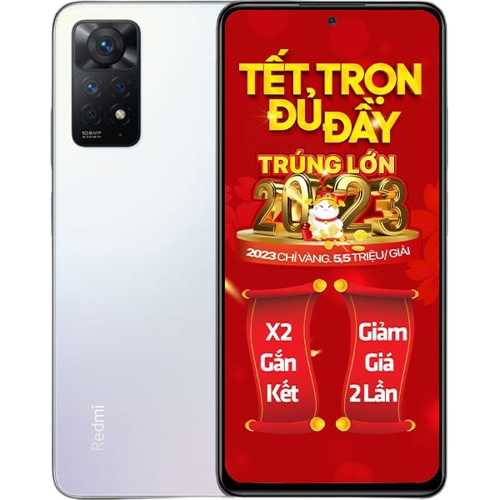 108MP
Redmi
TẾT TRỌN
ĐỦ ĐẦY
TRÚNG LỚN
2023
2023 CHỈ VÀNG. 5,5 TRIỆU/GIẢI
X2
Gắn
Kết
Giảm
Giá
2 Lần